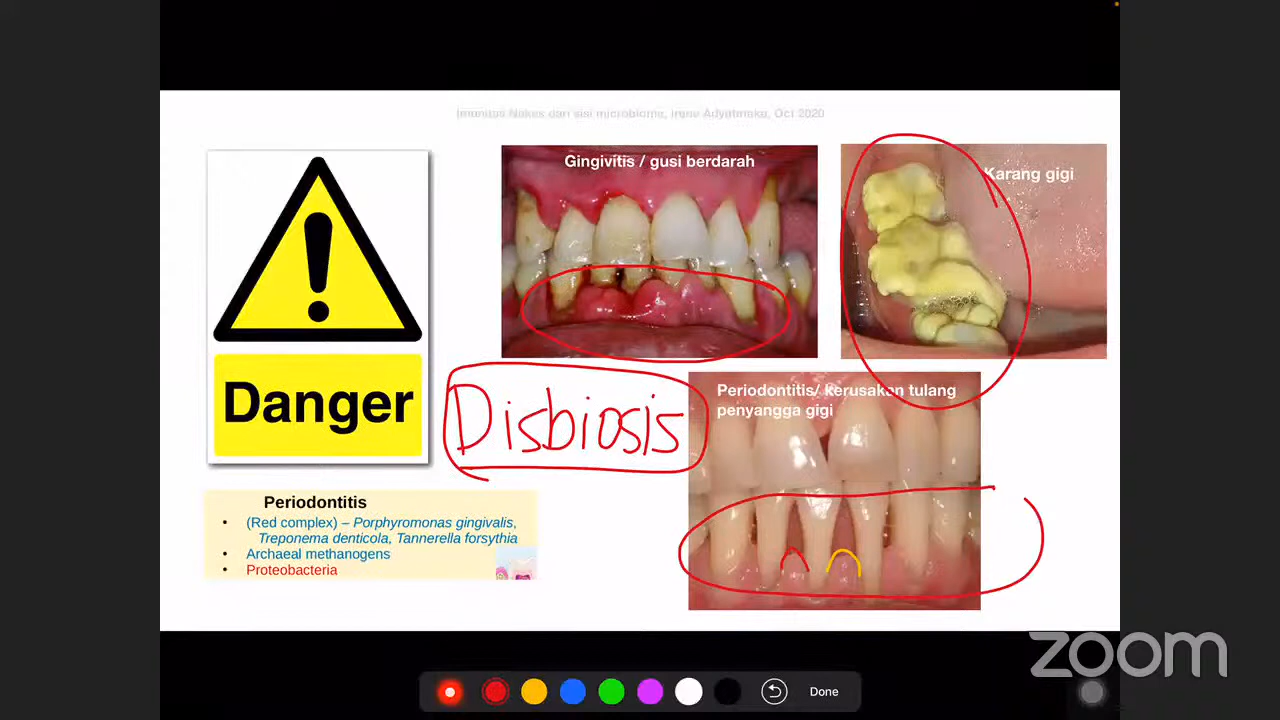 Imunitas Nakes dari sisi microbiome, Irene Adyatmaka, Oct 2020
Gingivitis / gusi berdarah
Karang gigi
Danger
Disbiosis
Periodontitis/ kerusakan tulang
penyangga gigi
Periodontitis
• (Red complex) – Porphyromonas gingivalis,
Treponema denticola, Tannerella forsythia
• Archaeal methanogens
• Proteobacteria
zoom
Done